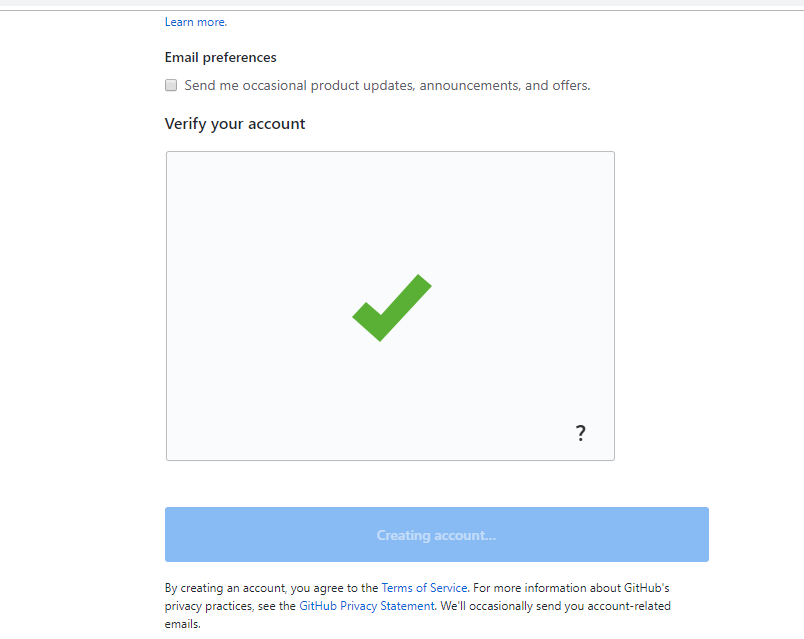 Learn more.
Email preferences
Send me occasional product updates, announcements, and offers.
Verify your account
?
Creating account...
By creating an account, you agree to the Terms of Service. For more information about GitHub's
privacy practices, see the GitHub Privacy Statement. We'll occasionally send you account-related
emails.